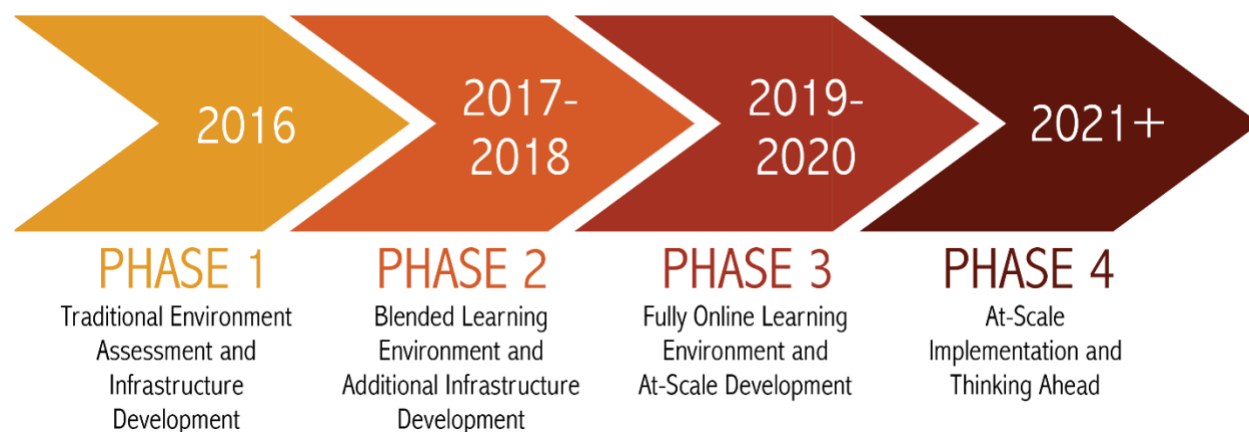 2016
2017-
2018
2019-
2020
2021+
PHASE 1
Traditional Environment
Assessment and
Infrastructure
Development
PHASE 2
Blended Learning
Environment and
Additional Infrastructure
Development
PHASE 3
Fully Online Learning
Environment and
At-Scale Development
PHASE 4
At-Scale
Implementation and
Thinking Ahead